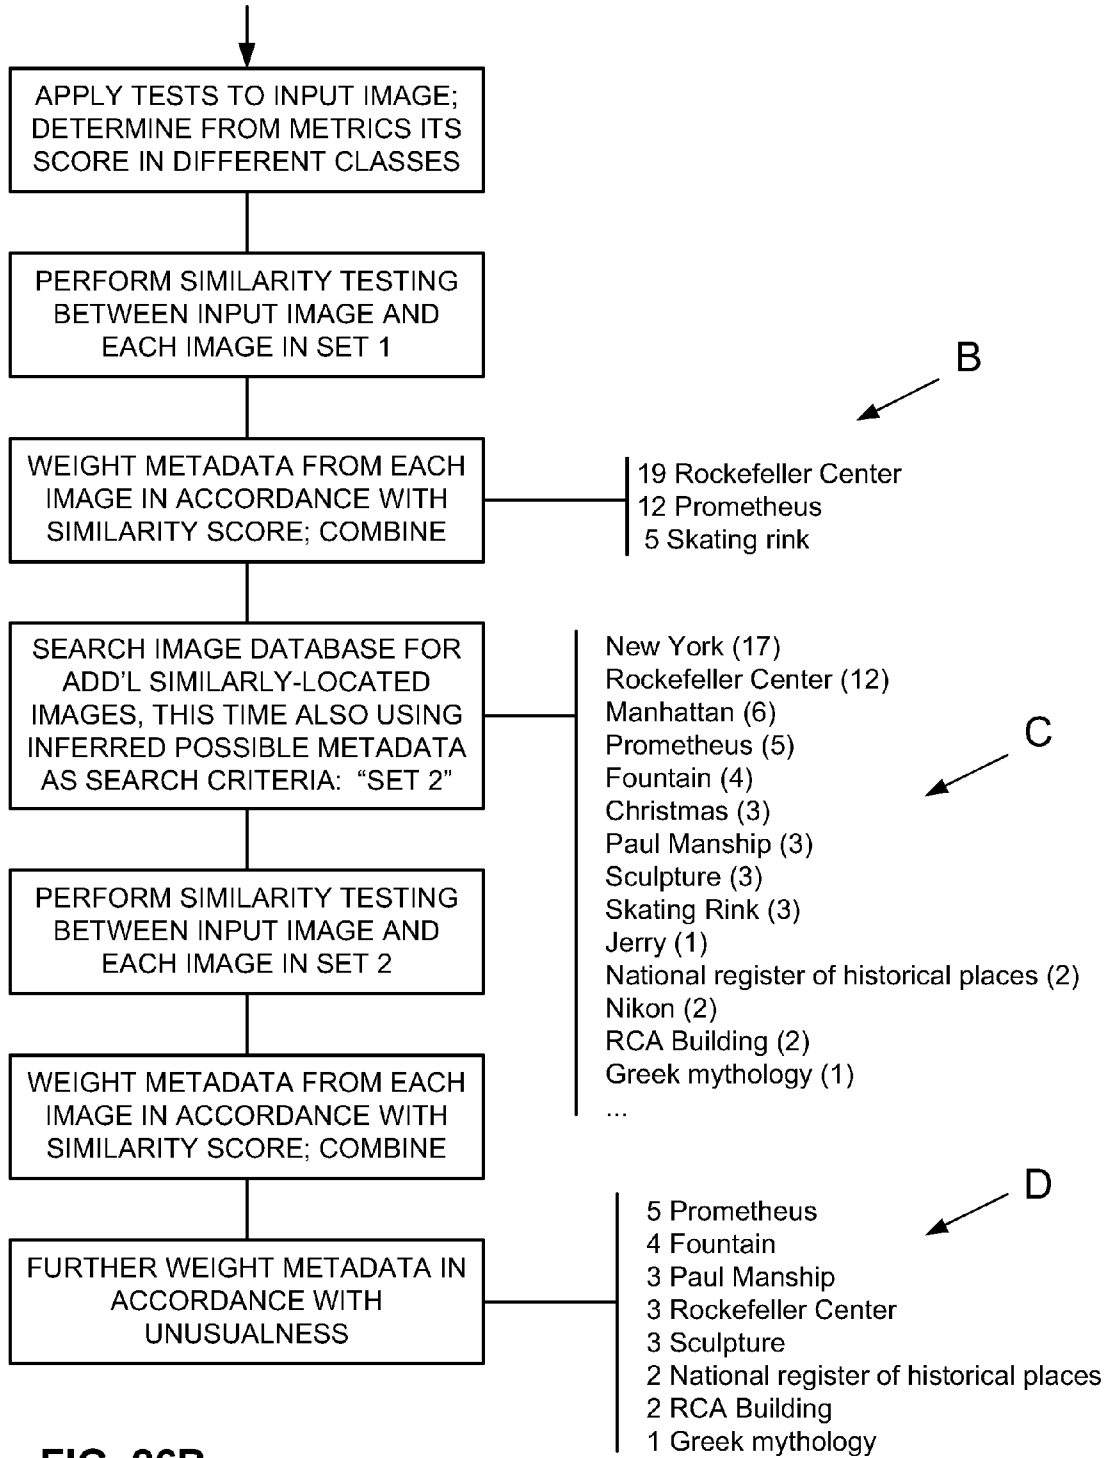 APPLY TESTS TO INPUT IMAGE;
DETERMINE FROM METRICS ITS
SCORE IN DIFFERENT CLASSES
PERFORM SIMILARITY TESTING
BETWEEN INPUT IMAGE AND
EACH IMAGE IN SET 1
B
WEIGHT METADATA FROM EACH
IMAGE IN ACCORDANCE WITH
SIMILARITY SCORE; COMBINE
19 Rockefeller Center
12 Prometheus
5 Skating rink
SEARCH IMAGE DATABASE FOR
ADD'L SIMILARLY-LOCATED
IMAGES, THIS TIME ALSO USING
INFERRED POSSIBLE METADATA
AS SEARCH CRITERIA: “SET 2”
New York (17)
Rockefeller Center (12)
Manhattan (6)
Prometheus (5)
Fountain (4)
Christmas (3)
Paul Manship (3)
Sculpture (3)
Skating Rink (3)
Jerry (1)
National register of historical places (2)
Nikon (2)
RCA Building (2)
Greek mythology (1)
...
C
PERFORM SIMILARITY TESTING
BETWEEN INPUT IMAGE AND
EACH IMAGE IN SET 2
WEIGHT METADATA FROM EACH
IMAGE IN ACCORDANCE WITH
SIMILARITY SCORE; COMBINE
D
FURTHER WEIGHT METADATA IN
ACCORDANCE WITH
UNUSUALNESS
5 Prometheus
4 Fountain
3 Paul Manship
3 Rockefeller Center
3 Sculpture
2 National register of historical places
2 RCA Building
1 Greek mythology